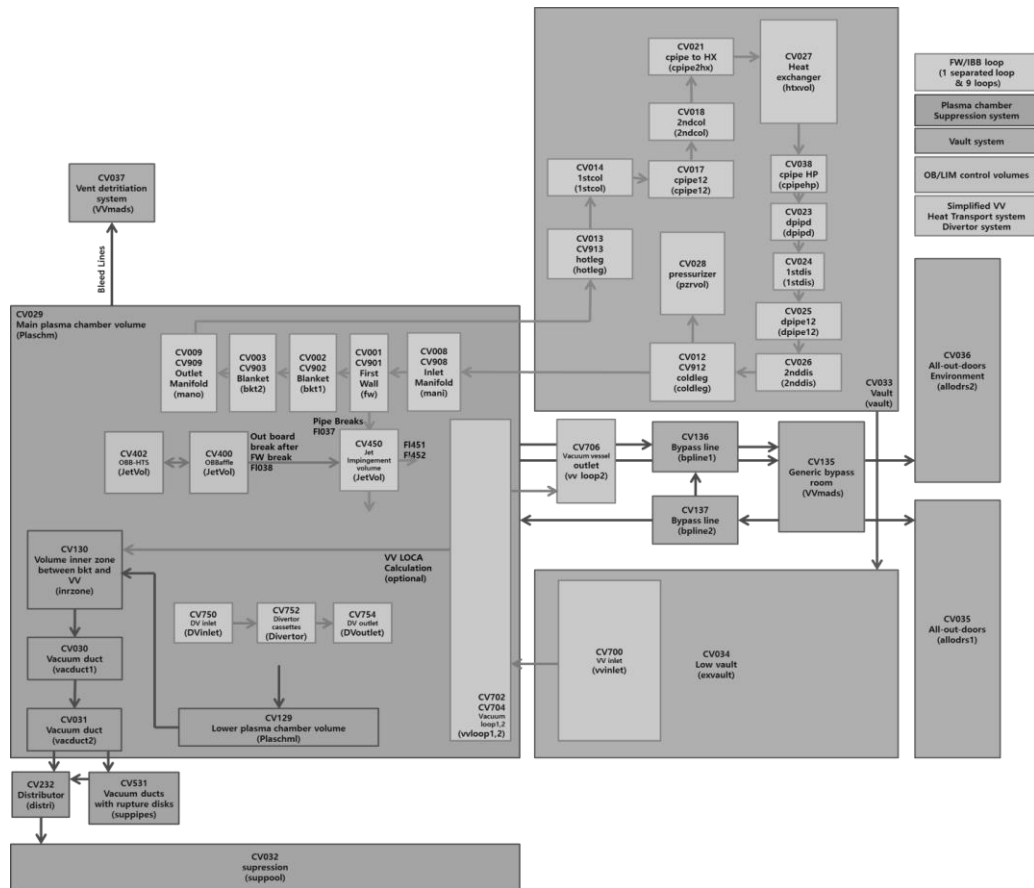 CV021
cpipe to HX
(cpipe2hx)
CV027
Heat
exchanger
(htxvol)
FW/IBB loop
(1 separated loop
& 9 loops)
Plasma chamber
Suppression system
Vault system
OB/LIM control volumes
Simplified VV
Heat Transport system
Divertor system
CV018
2ndcol
(2ndcol)
CV014
1stcol
(1stcol)
CV017
cpipe12
(cpipe12)
CV038
cpipe HP
(cpipehp)
CV037
Vent detritiation
system
(VVmads)
CV023
dpipd
(dpipd)
CV013
CV913
hotleg
(hotleg)
CV028
pressurizer
(pzrvol)
CV024
1stdis
(1stdis)
Bleed Lines
CV025
dpipe12
(dpipe12)
CV029
Main plasma chamber volume
(Plaschm)
CV009
CV909
Outlet
Manifold
(mano)
CV003
CV903
Blanket
(bkt2)
CV002
CV902
Blanket
(bkt1)
CV001
CV901
First
Wall
(fw)
CV008
CV908
Inlet
Manifold
(mani)
CV012
CV912
coldleg
(coldleg)
CV026
2nddis
(2nddis)
CV033
Vault
(vault)
CV036
All-out-doors
Environment
(allodrs2)
Pipe Breaks
FI037
CV402
OBB-HTS
(JetVol)
CV400
OBBaffle
(JetVol)
Out board
break after
FW break
FI038
CV450
Jet
Impingement
volume
(JetVol)
FI451
FI452
CV706
Vacuum vessel
outlet
(vv loop2)
CV136
Bypass line
(bpline1)
CV135
Generic bypass
room
(VVmads)
CV137
Bypass line
(bpline2)
CV130
Volume inner zone
between bkt and
VV
(inrzone)
VV LOCA
Calculation
(optional)
CV750
DV inlet
(DVinlet)
CV752
Divertor
cassettes
(Divertor)
CV754
DV outlet
(DVoutlet)
CV035
All-out-doors
(allodrs1)
CV030
Vacuum duct
(vacduct1)
CV700
VV inlet
(vvinlet)
CV034
Low vault
(exvault)
CV702
CV704
Vacuum
loop1,2
(vvloop1,2)
CV031
Vacuum duct
(vacduct2)
CV129
Lower plasma chamber volume
(Plaschml)
CV232
Distributor
(distri)
CV531
Vacuum ducts
with rupture disks
(suppipes)
CV032
supression
(suppool)